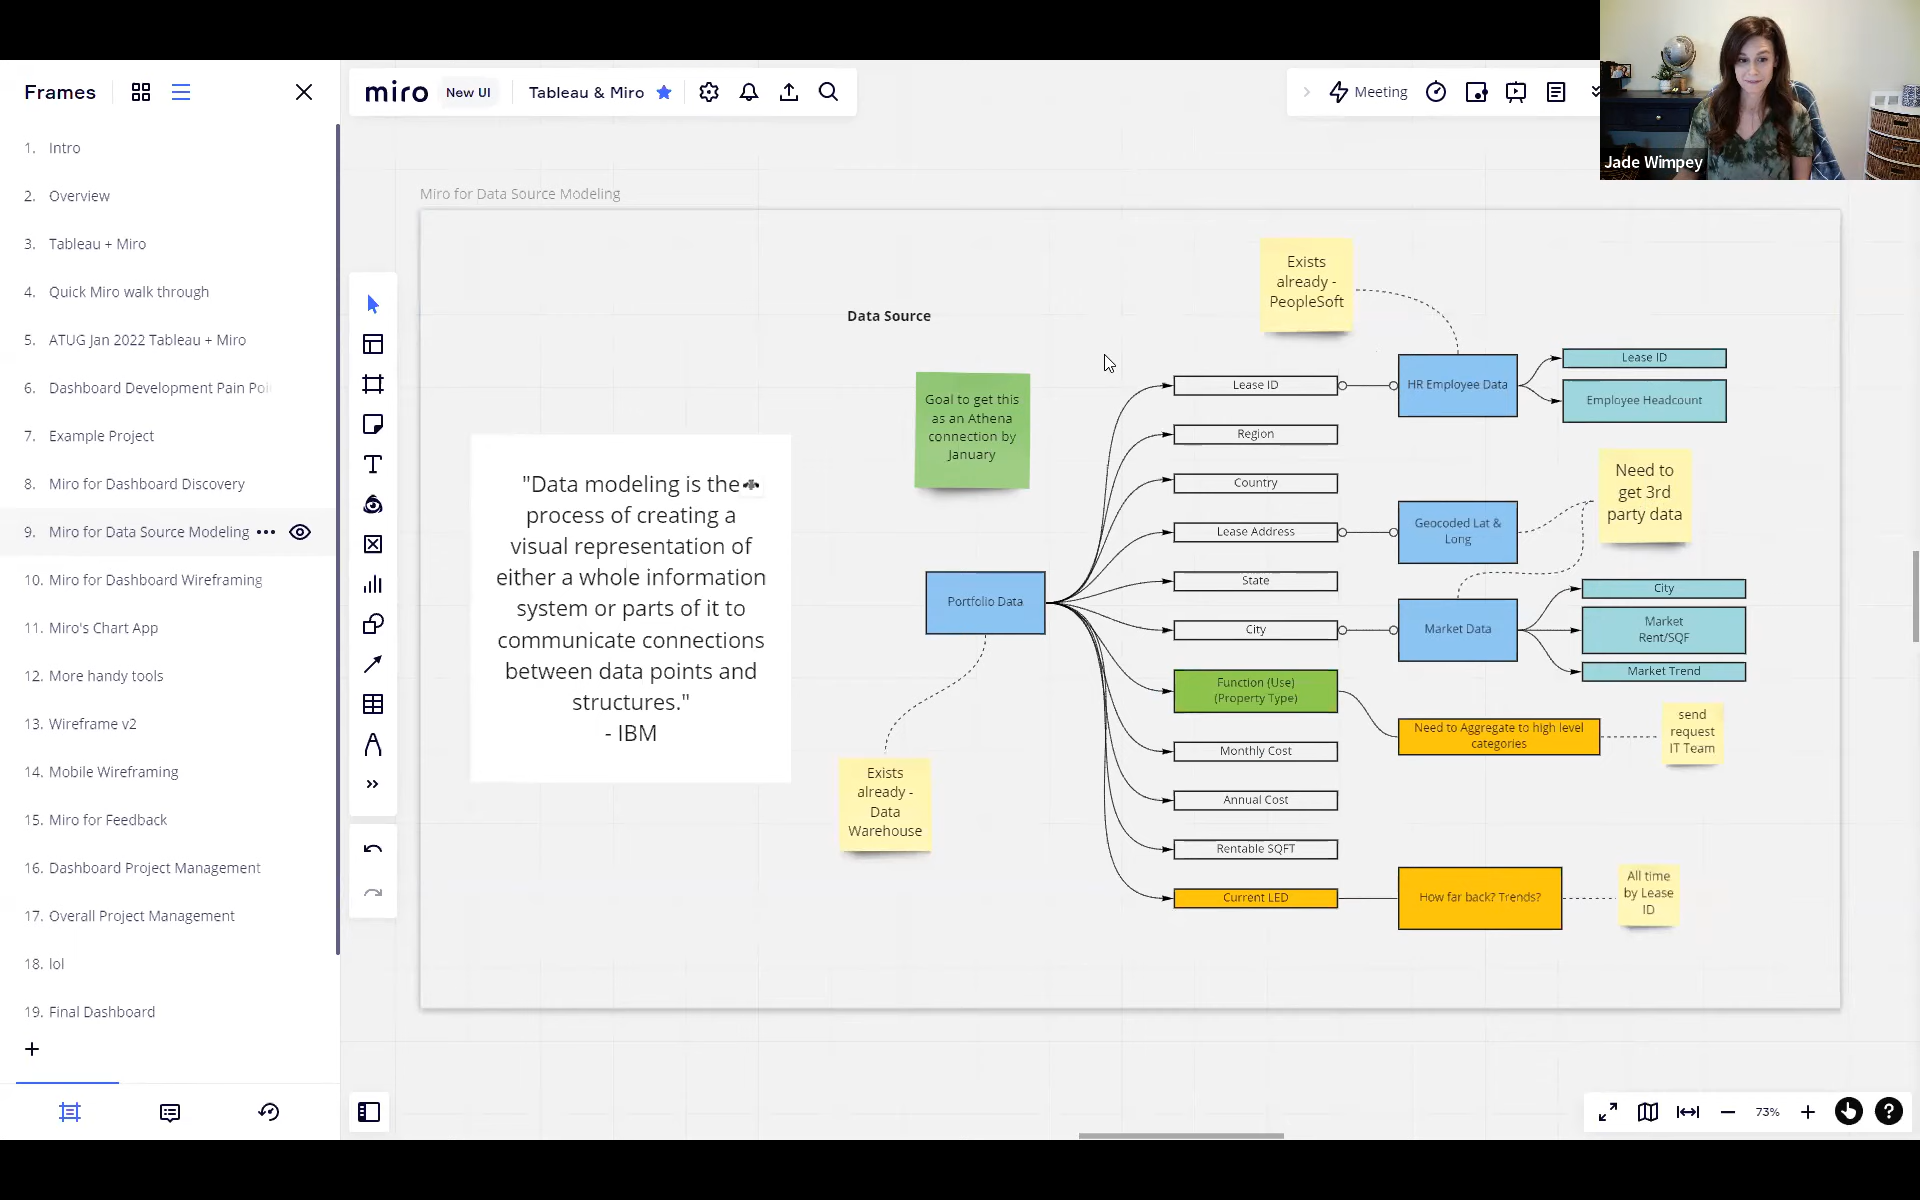 Frames
1. Intro
2. Overview
3. Tableau + Miro
4. Quick Miro walk through
5. ATUG Jan 2022 Tableau + Miro
6. Dashboard Development Pain Poi
7. Example Project
8. Miro for Dashboard Discovery
9. Miro for Data Source Modeling
10. Miro for Dashboard Wireframing
11. Miro's Chart App
12. More handy tools
13. Wireframe v2
14. Mobile Wireframing
15. Miro for Feedback
16. Dashboard Project Management
17. Overall Project Management
18. lol
19. Final Dashboard
miro
New UI
Tableau & Miro
Meeting
Jade Wimpey
Miro for Data Source Modeling
Data Source
"Data modeling is the
process of creating a
visual representation of
either a whole information
system or parts of it to
communicate connections
between data points and
structures."
- IBM
Goal to get this
as an Athena
connection by
January
Portfolio Data
Exists
already -
Data
Warehouse
Lease ID
Region
Country
Lease Address
State
City
Function (Use)
(Property Type)
Monthly Cost
Annual Cost
Rentable SQFT
Current LED
Exists
already -
PeopleSoft
HR Employee Data
Lease ID
Employee Headcount
Geocoded Lat &
Long
Need to
get 3rd
party data
Market Data
City
Market
Rent/SQF
Market Trend
Need to Aggregate to high level
categories
send
request
IT Team
How far back? Trends?
All time
by Lease
ID
73%